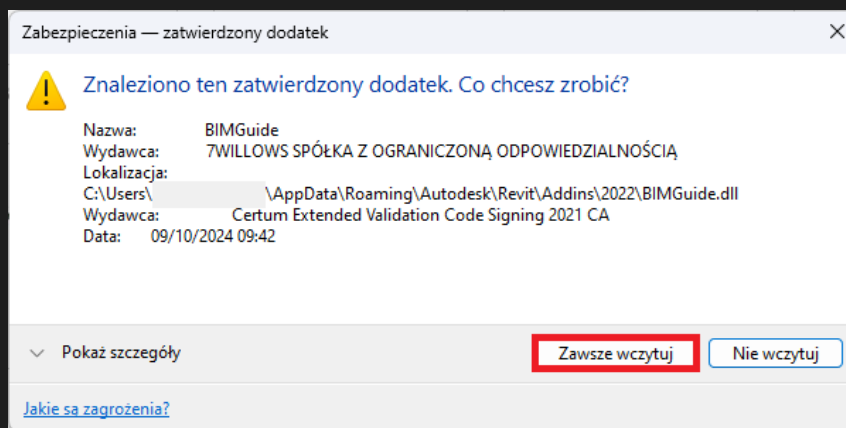 Zabezpieczenia — zatwierdzony dodatek
Znaleziono ten zatwierdzony dodatek. Co chcesz zrobić?
Nazwa: BIMGuide
Wydawca: 7WILLOWS SPÓŁKA Z OGRANICZONĄ ODPOWIEDZIALNOŚCIĄ
Lokalizacja:
C:\Users\ \AppData\Roaming\Autodesk\Revit\Addins\2022\BIMGuide.dll
Wydawca: Certum Extended Validation Code Signing 2021 CA
Data: 09/10/2024 09:42
Pokaż szczegóły
Zawsze wczytuj
Nie wczytuj
Jakie są zagrożenia?